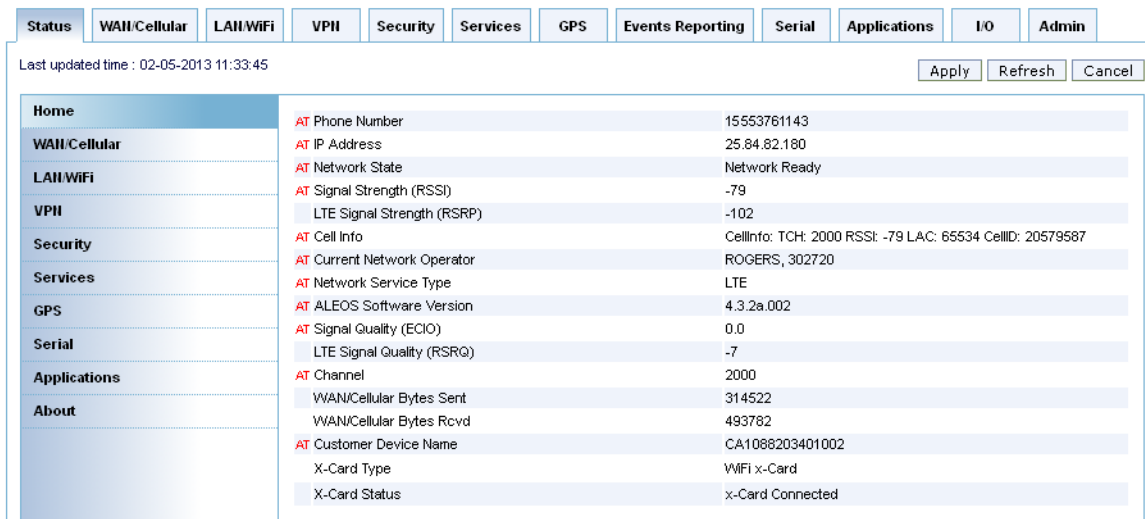 Status WAN/Cellular LAN/WiFi VPN Security Services GPS Events Reporting Serial Applications I/O Admin
Last updated time : 02-05-2013 11:33:45
Apply Refresh Cancel
Home
WAN/Cellular
LAN/WiFi
VPN
Security
Services
GPS
Serial
Applications
About
AT Phone Number 15553761143
AT IP Address 25.84.82.180
AT Network State Network Ready
AT Signal Strength (RSSI) -79
LTE Signal Strength (RSRP) -102
AT Cell Info CellInfo: TCH: 2000 RSSI: -79 LAC: 65534 CellID: 20579587
AT Current Network Operator ROGERS, 302720
AT Network Service Type LTE
AT ALEOS Software Version 4.3.2a.002
AT Signal Quality (ECIO) 0.0
LTE Signal Quality (RSRQ) -7
AT Channel 2000
WAN/Cellular Bytes Sent 314522
WAN/Cellular Bytes Rcvd 493782
AT Customer Device Name CA1088203401002
X-Card Type WiFi x-Card
X-Card Status x-Card Connected